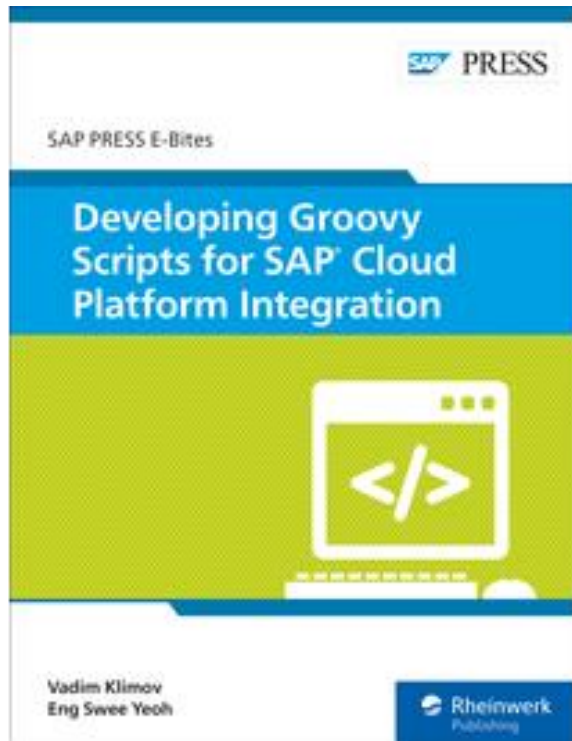 SAP PRESS
SAP PRESS E-Bites
Developing Groovy
Scripts for SAP® Cloud
Platform Integration
</>
Vadim Klimov
Eng Swee Yeoh
Rheinwerk
Publishing